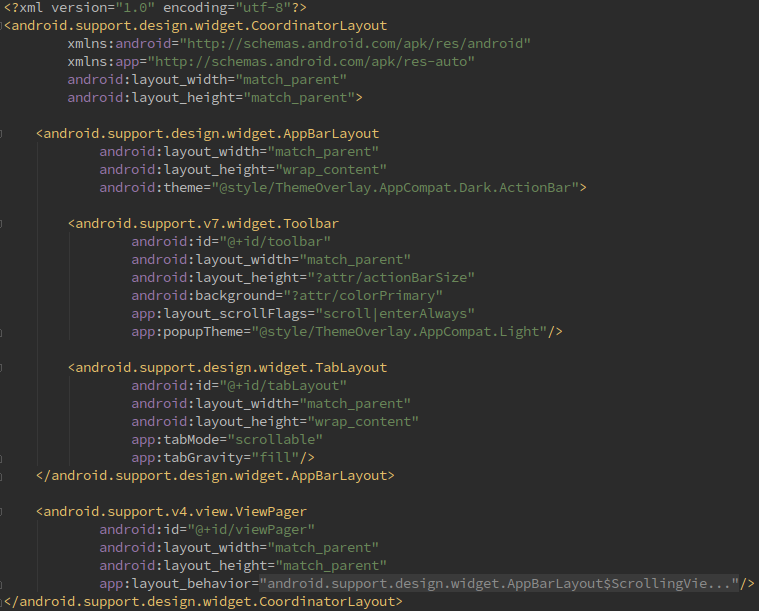 <?xml version="1.0" encoding="utf-8"?>
<android.support.design.widget.CoordinatorLayout
xmlns:android="http://schemas.android.com/apk/res/android"
xmlns:app="http://schemas.android.com/apk/res-auto"
android:layout_width="match_parent"
android:layout_height="match_parent">
<android.support.design.widget.AppBarLayout
android:layout_width="match_parent"
android:layout_height="wrap_content"
android:theme="@style/ThemeOverlay.AppCompat.Dark.ActionBar">
<android.support.v7.widget.Toolbar
android:id="@+id/toolbar"
android:layout_width="match_parent"
android:layout_height="?attr/actionBarSize"
android:background="?attr/colorPrimary"
app:layout_scrollFlags="scroll|enterAlways"
app:popupTheme="@style/ThemeOverlay.AppCompat.Light"/>
<android.support.design.widget.TabLayout
android:id="@+id/tabLayout"
android:layout_width="match_parent"
android:layout_height="wrap_content"
app:tabMode="scrollable"
app:tabGravity="fill"/>
</android.support.design.widget.AppBarLayout>
<android.support.v4.view.ViewPager
android:id="@+id/viewPager"
android:layout_width="match_parent"
android:layout_height="match_parent"
app:layout_behavior="android.support.design.widget.AppBarLayout$ScrollingVie..."/>
</android.support.design.widget.CoordinatorLayout>